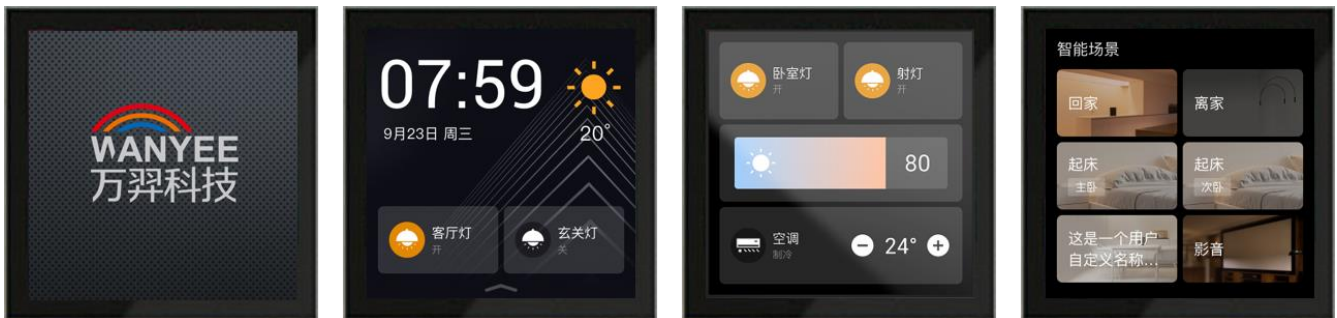 WANYEE
万羿科技
07:59
9月23日 周三
20°
客厅灯
开
玄关灯
关
卧室灯
开
射灯
开
80
空调
制冷
24°
智能场景
回家
离家
起床
主卧
起床
次卧
这是一个用户
自定义名称...
影音